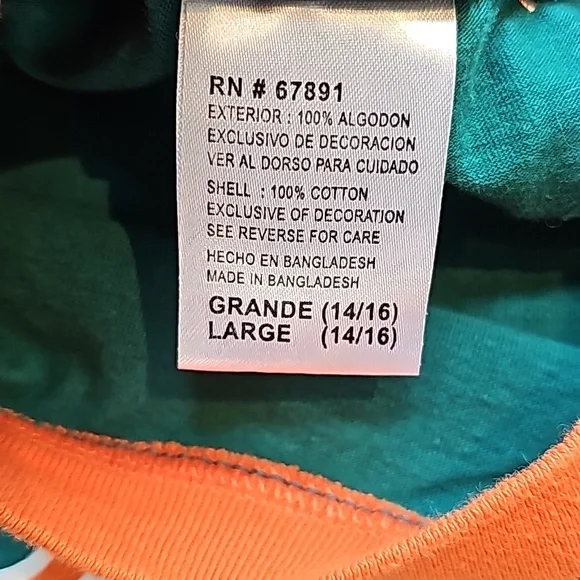 RN # 67891
EXTERIOR : 100% ALGODON
EXCLUSIVO DE DECORACION
VER AL DORSO PARA CUIDADO
SHELL : 100% COTTON
EXCLUSIVE OF DECORATION
SEE REVERSE FOR CARE
HECHO EN BANGLADESH
MADE IN BANGLADESH
GRANDE (14/16)
LARGE (14/16)